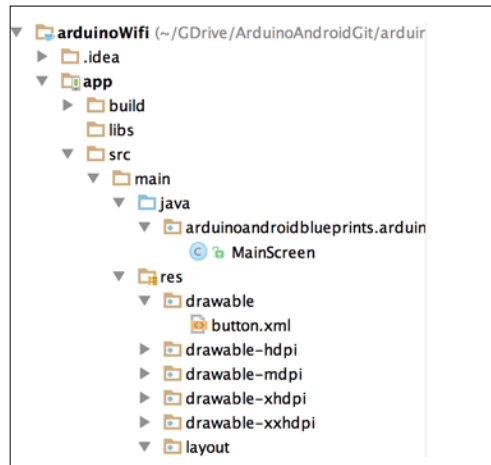 arduinoWifi (~/GDrive/ArduinoAndroidGit/arduir
.idea
app
build
libs
src
main
java
arduinoandroidblueprints.arduin
MainScreen
res
drawable
button.xml
drawable-hdpi
drawable-mdpi
drawable-xhdpi
drawable-xxhdpi
layout